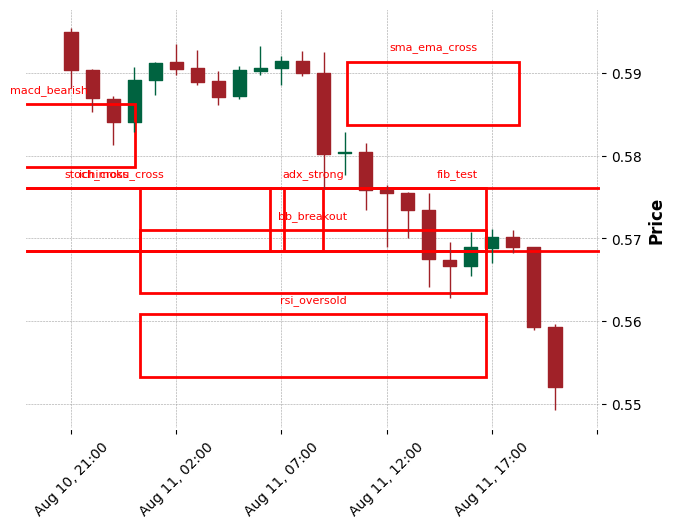 sma_ema_cross
macd_bearish
stoch_cross
ichimoku_cross
adx_strong
fib_test
bb_breakout
rsi_oversold
0.59
0.58
0.57
0.56
0.55
Price
Aug 10, 21:00
Aug 11, 02:00
Aug 11, 07:00
Aug 11, 12:00
Aug 11, 17:00